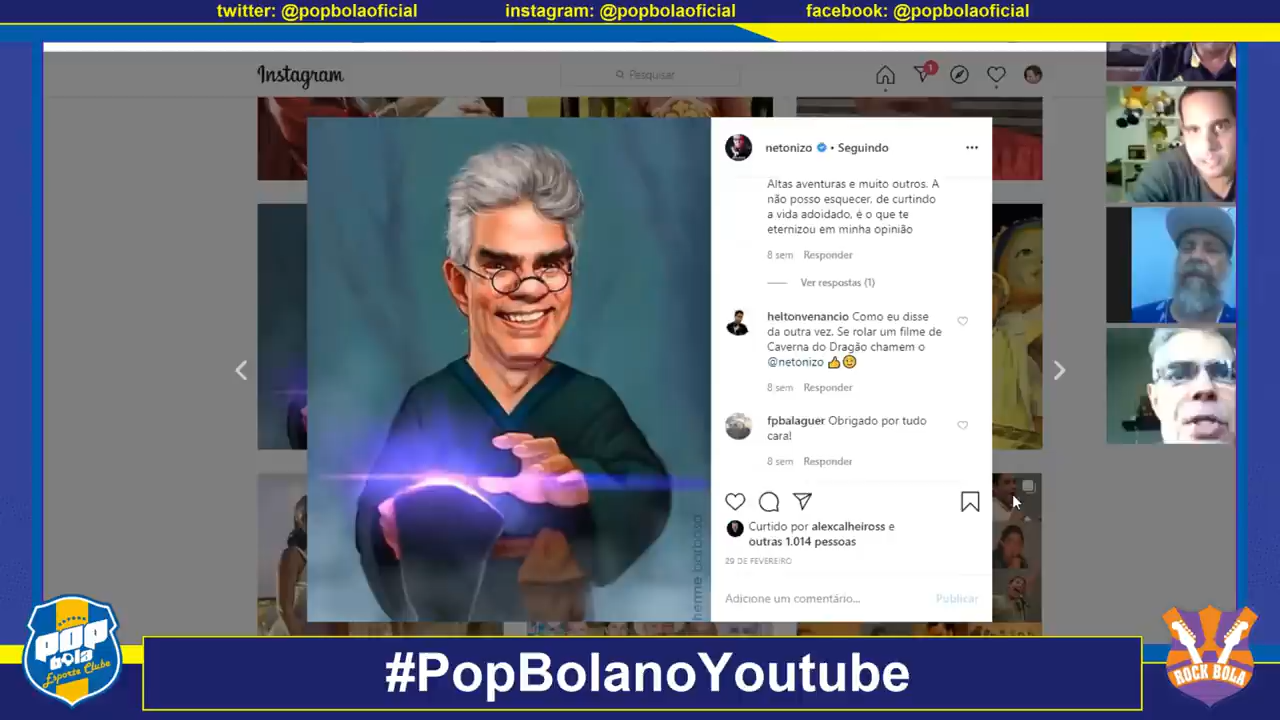 twitter: @popbolaoficial instagram: @popbolaoficial facebook: @popbolaoficial
Instagram
Pesquisar
1
netonizo • Seguindo
Altas aventuras e muito outros. A
não posso esquecer, de curtindo
a vida adoidado, é o que te
eternizou em minha opinião
8 sem Responder
Ver respostas (1)
heltonvenancio Como eu disse
da outra vez. Se rolar um filme de
Caverna do Dragão chamem o
@netonizo 👍😉
8 sem Responder
fpbalaguer Obrigado por tudo
cara!
8 sem Responder
Curtido por alexcalheiross e
outras 1.014 pessoas
29 DE FEVEREIRO
Adicione um comentário... Publicar
herme barbosa
POP
bola
Esporte Clube
#PopBolanoYoutube
ROCK BOLA